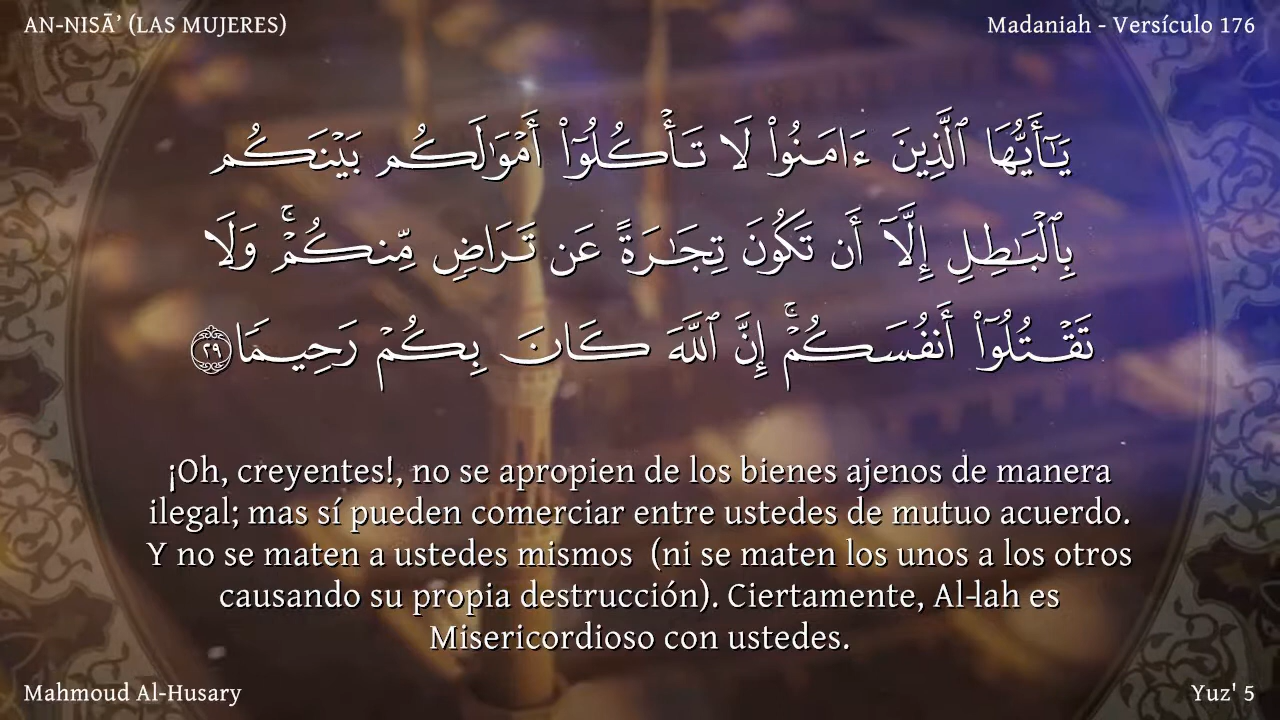 AN-NISĀ’ (LAS MUJERES)
Madaniah - Versículo 176
يَـٰٓأَيُّهَا ٱلَّذِينَ ءَامَنُوا۟ لَا تَأْكُلُوٓا۟ أَمْوَٰلَكُم بَيْنَكُم
بِٱلْبَـٰطِلِ إِلَّآ أَن تَكُونَ تِجَـٰرَةً عَن تَرَاضٍ مِّنكُمْ ۚ وَلَا
تَقْتُلُوٓا۟ أَنفُسَكُمْ ۚ إِنَّ ٱللَّهَ كَانَ بِكُمْ رَحِيمًا ٢٩
¡Oh, creyentes!, no se apropien de los bienes ajenos de manera
ilegal; mas sí pueden comerciar entre ustedes de mutuo acuerdo.
Y no se maten a ustedes mismos (ni se maten los unos a los otros
causando su propia destrucción). Ciertamente, Al-lah es
Misericordioso con ustedes.
Mahmoud Al-Husary
Yuz' 5